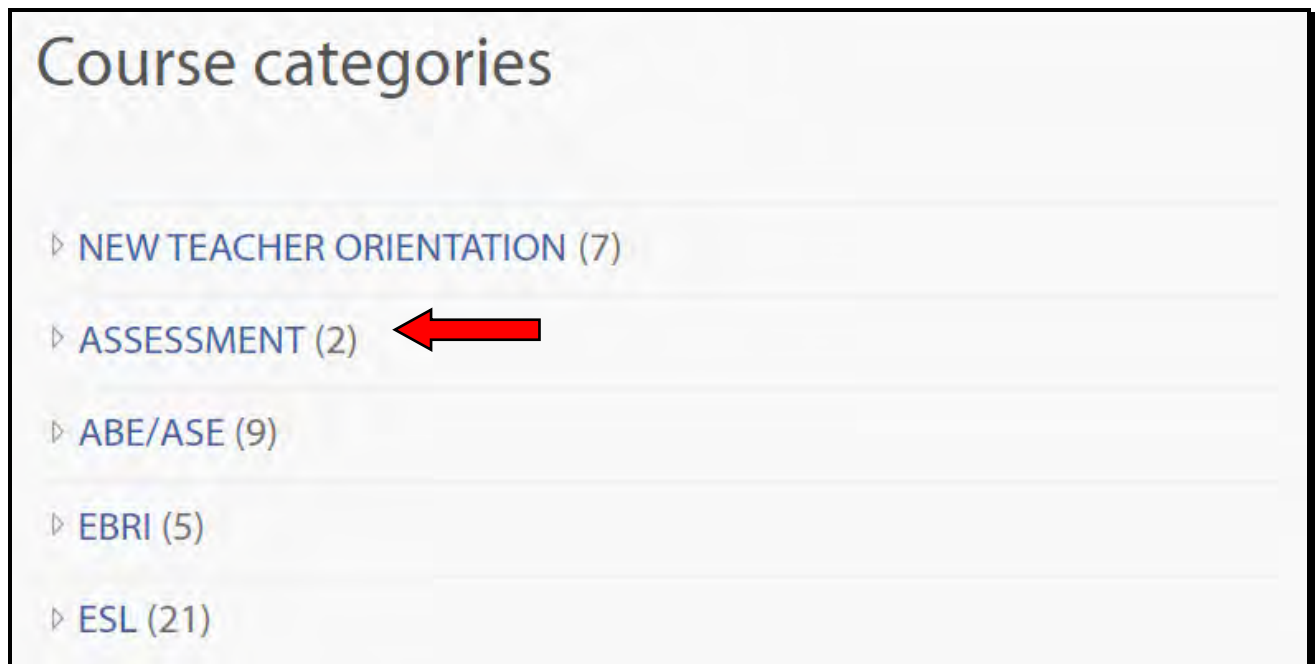 Course categories
NEW TEACHER ORIENTATION (7)
ASSESSMENT (2)
ABE/ASE (9)
EBRI (5)
ESL (21)